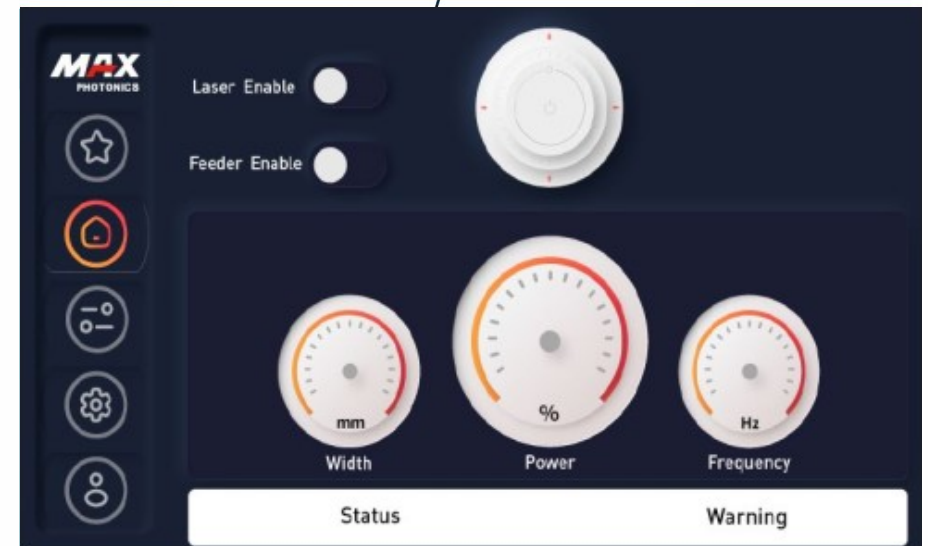 MAX
PHOTONICS
Laser Enable
Feeder Enable
mm
%
Hz
Width
Power
Frequency
Status
Warning